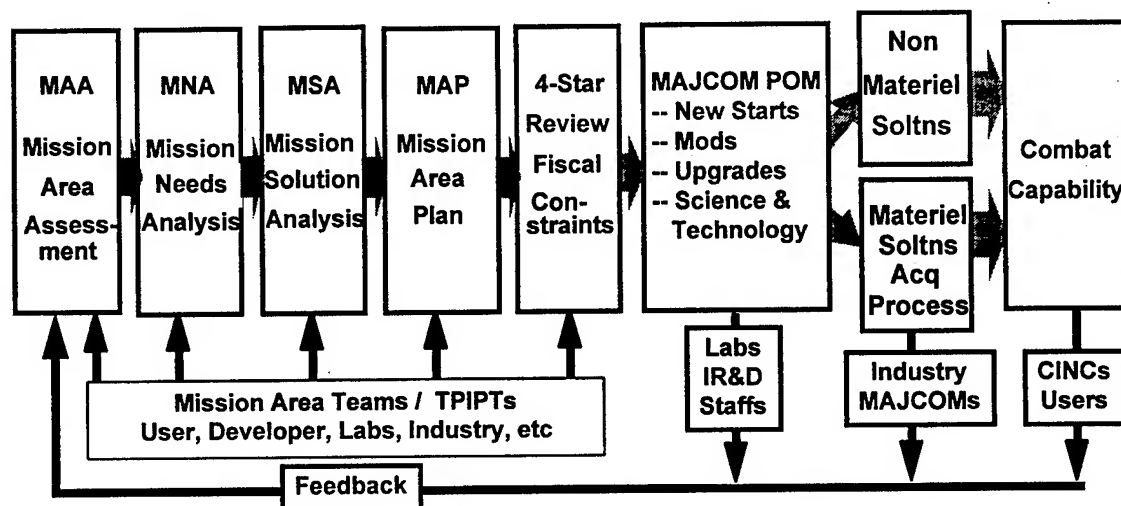 MAA
Mission
Area
Assess-
ment
MNA
Mission
Needs
Analysis
MSA
Mission
Solution
Analysis
MAP
Mission
Area
Plan
4-Star
Review
Fiscal
Con-
straints
MAJCOM POM
-- New Starts
-- Mods
-- Upgrades
-- Science &
Technology
Non
Materiel
Soltns
Materiel
Soltns
Acq
Process
Combat
Capability
Mission Area Teams / TPIPTs
User, Developer, Labs, Industry, etc
Labs
IR&D
Staffs
Industry
MAJCOMs
CINCs
Users
Feedback